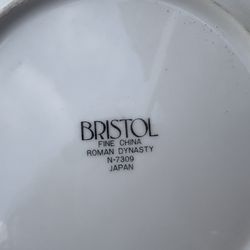 BRISTOL
FINE CHINA
ROMAN DYNASTY
N-7309
JAPAN